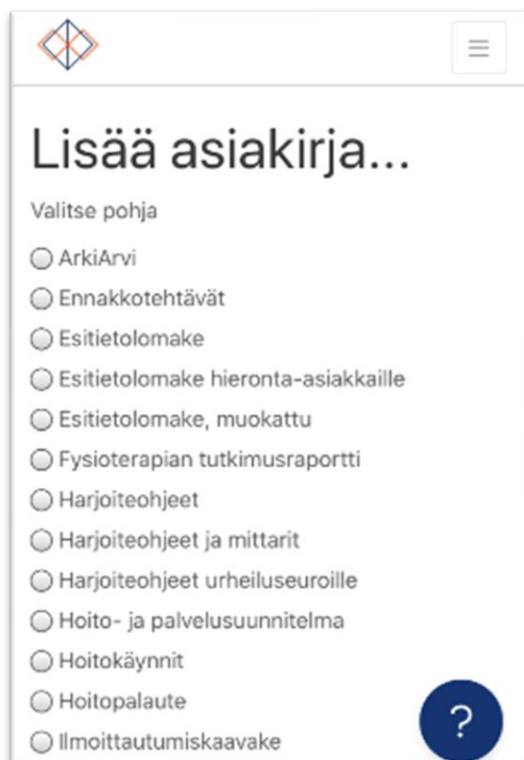 Lisää asiakirja...
Valitse pohja
ArkiArvi
Ennakkotehtävät
Esitietolomake
Esitietolomake hieronta-asiakkaille
Esitietolomake, muokattu
Fysioterapian tutkimusraportti
Harjoiteohjeet
Harjoiteohjeet ja mittarit
Harjoiteohjeet urheiluseuroille
Hoito- ja palvelusuunnitelma
Hoitokäynnit
Hoitopalaute
Ilmoittautumiskaavake
?